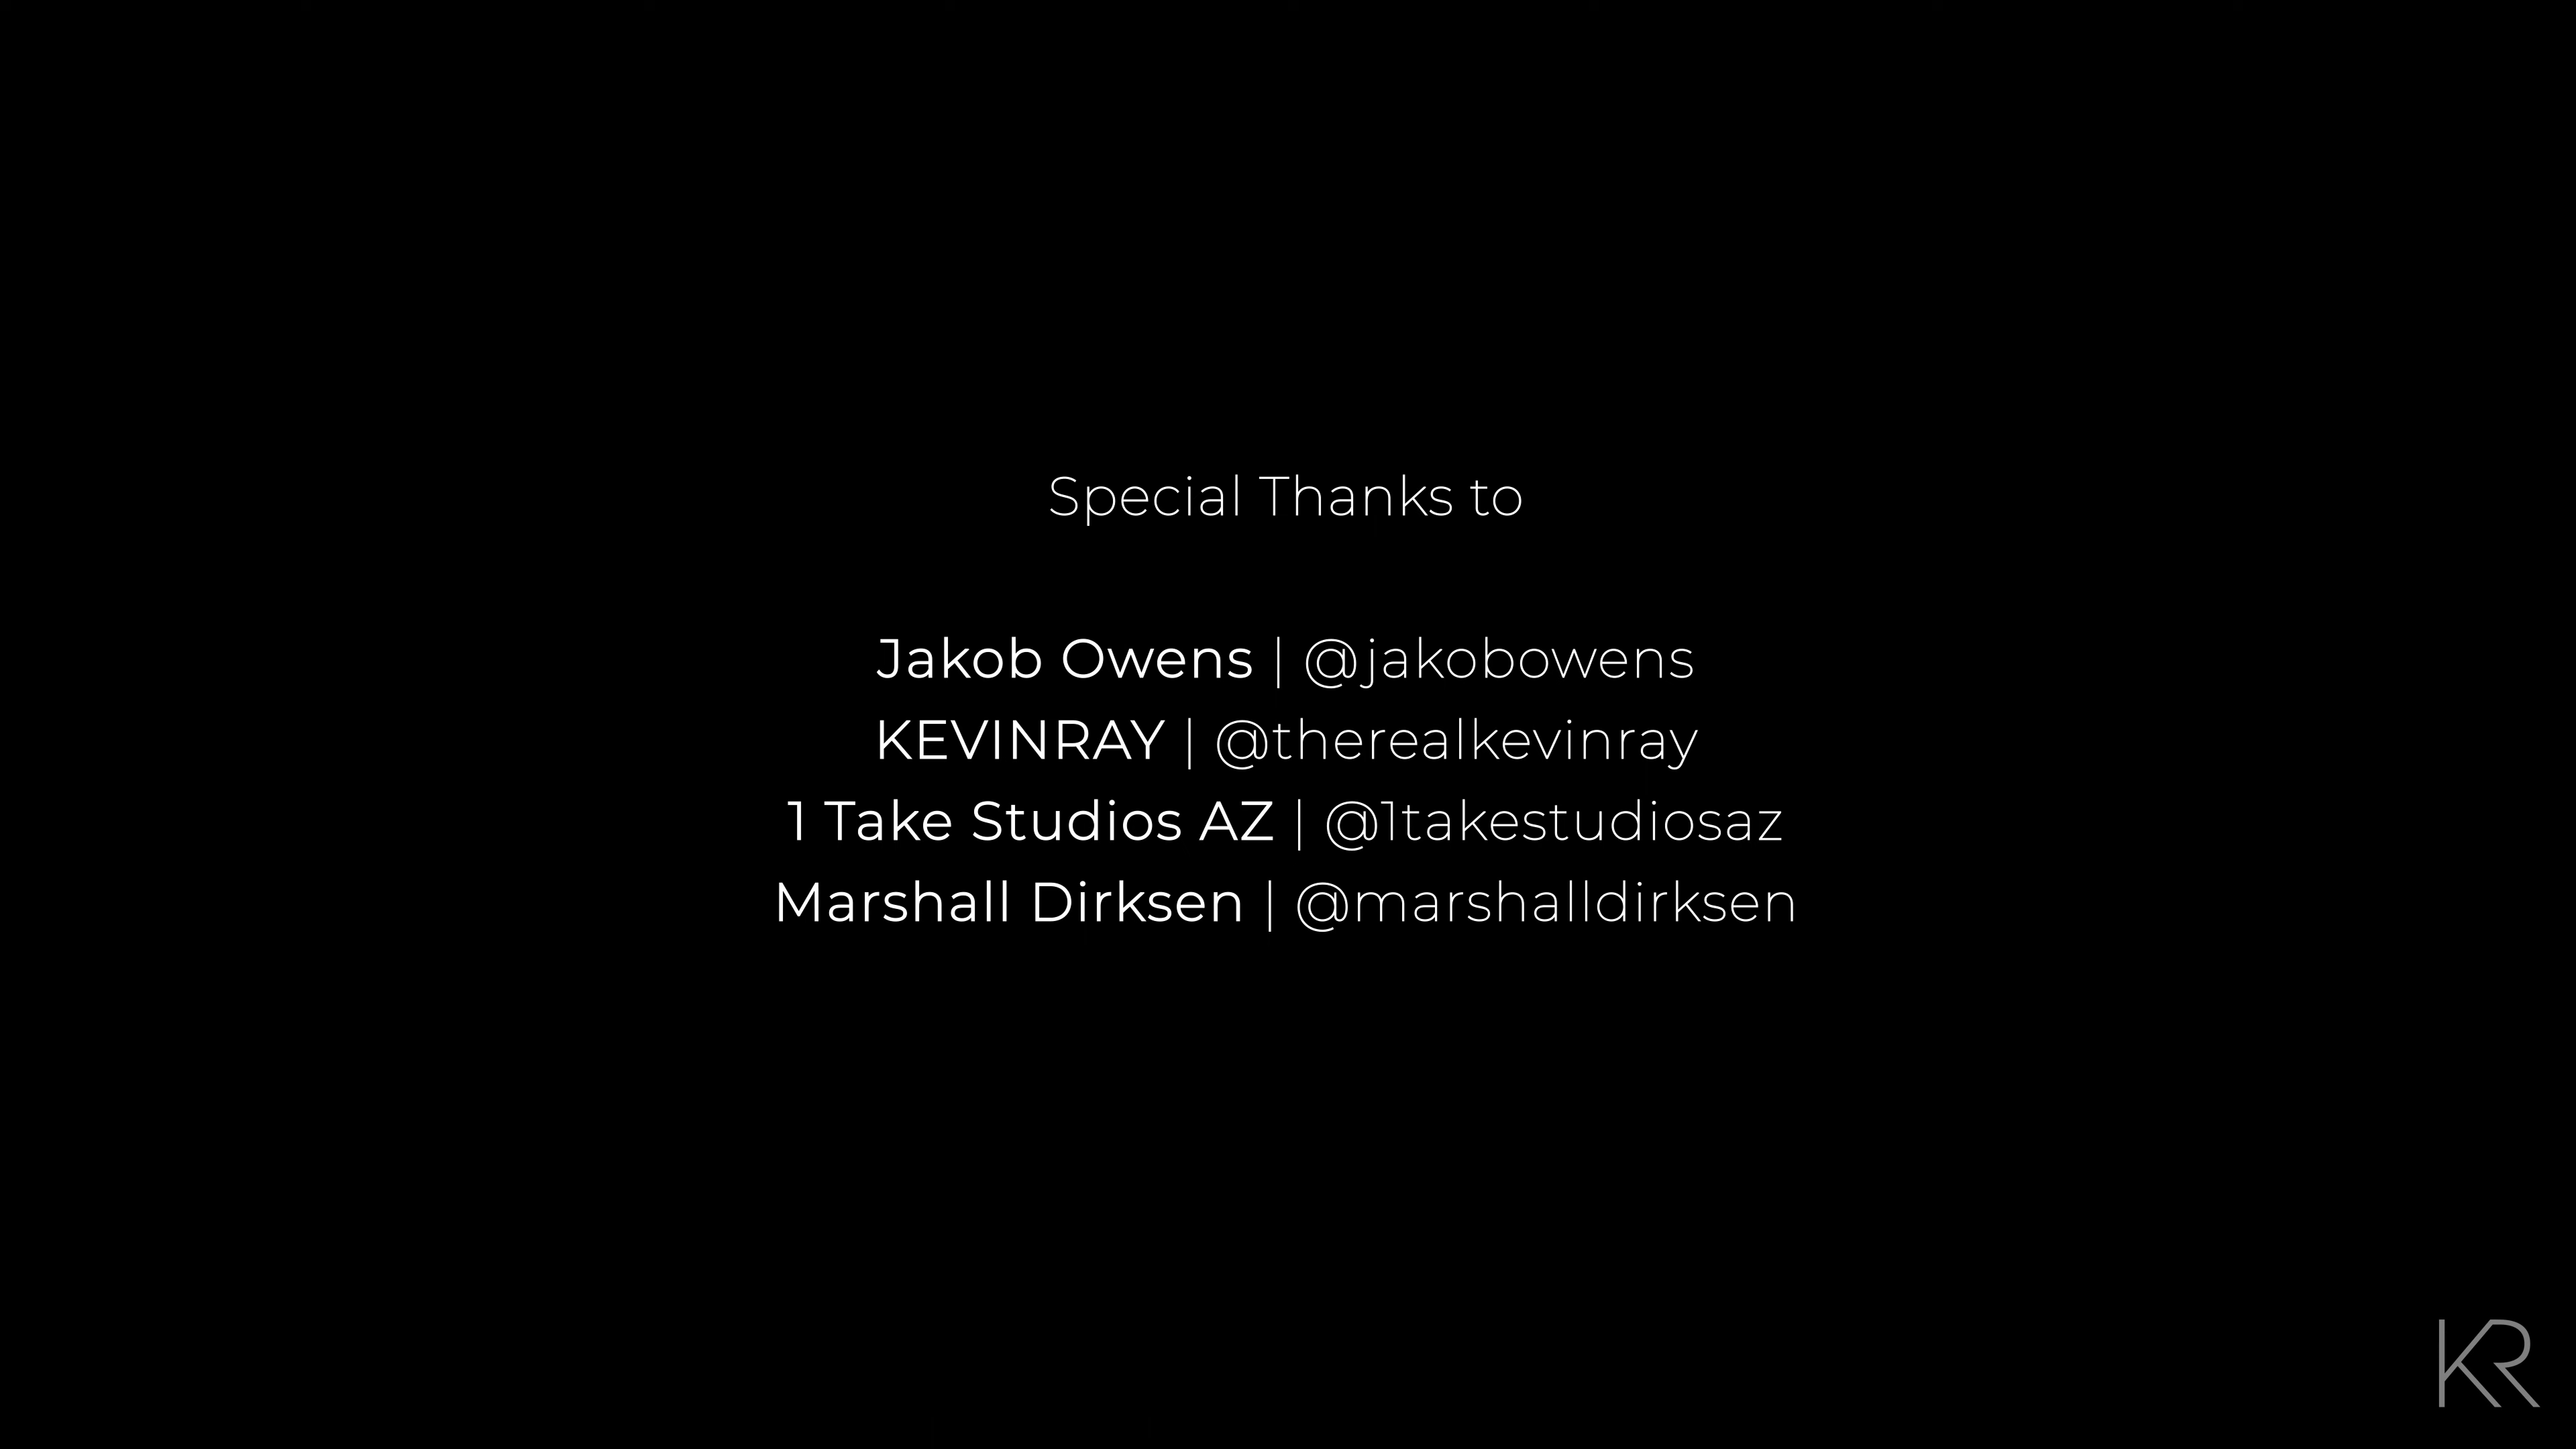 Special Thanks to
Jakob Owens | @jakobowens
KEVINRAY | @therealkevinray
1 Take Studios AZ | @1takestudiosaz
Marshall Dirksen | @marshalldirksen
KR